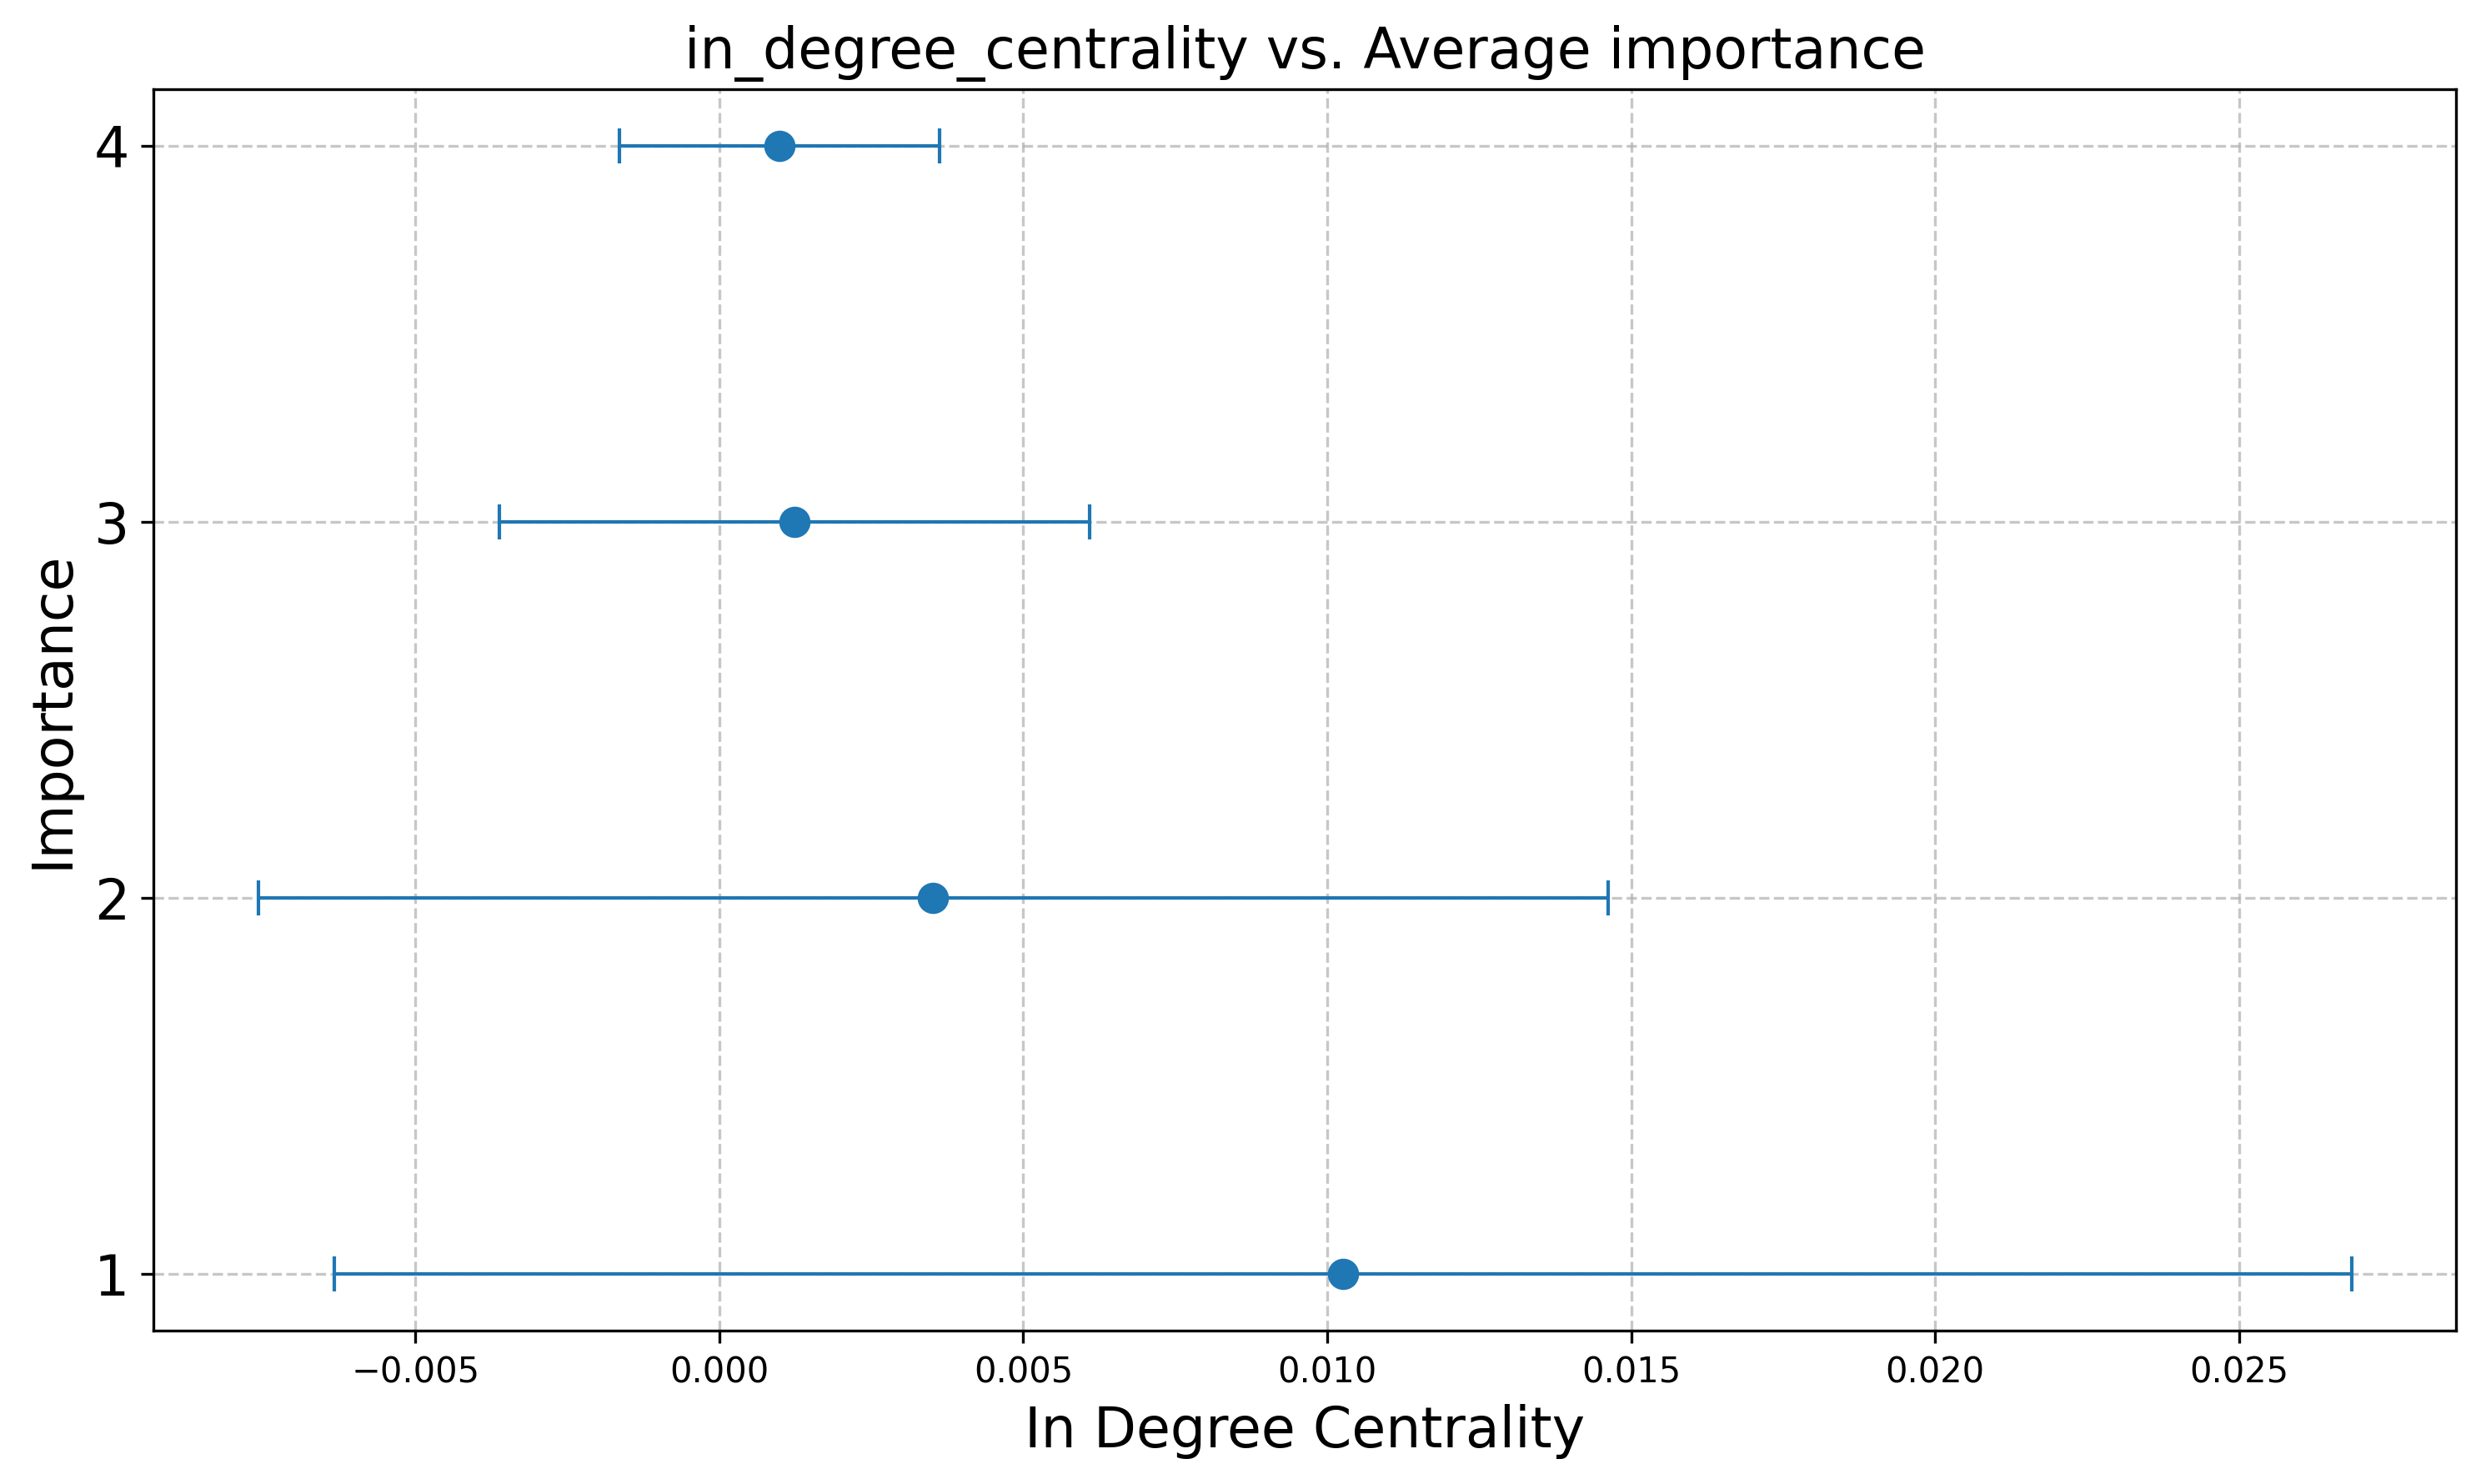 in_degree_centrality vs. Average importance
4
3
2
1
Importance
−0.005 0.000 0.005 0.010 0.015 0.020 0.025
In Degree Centrality